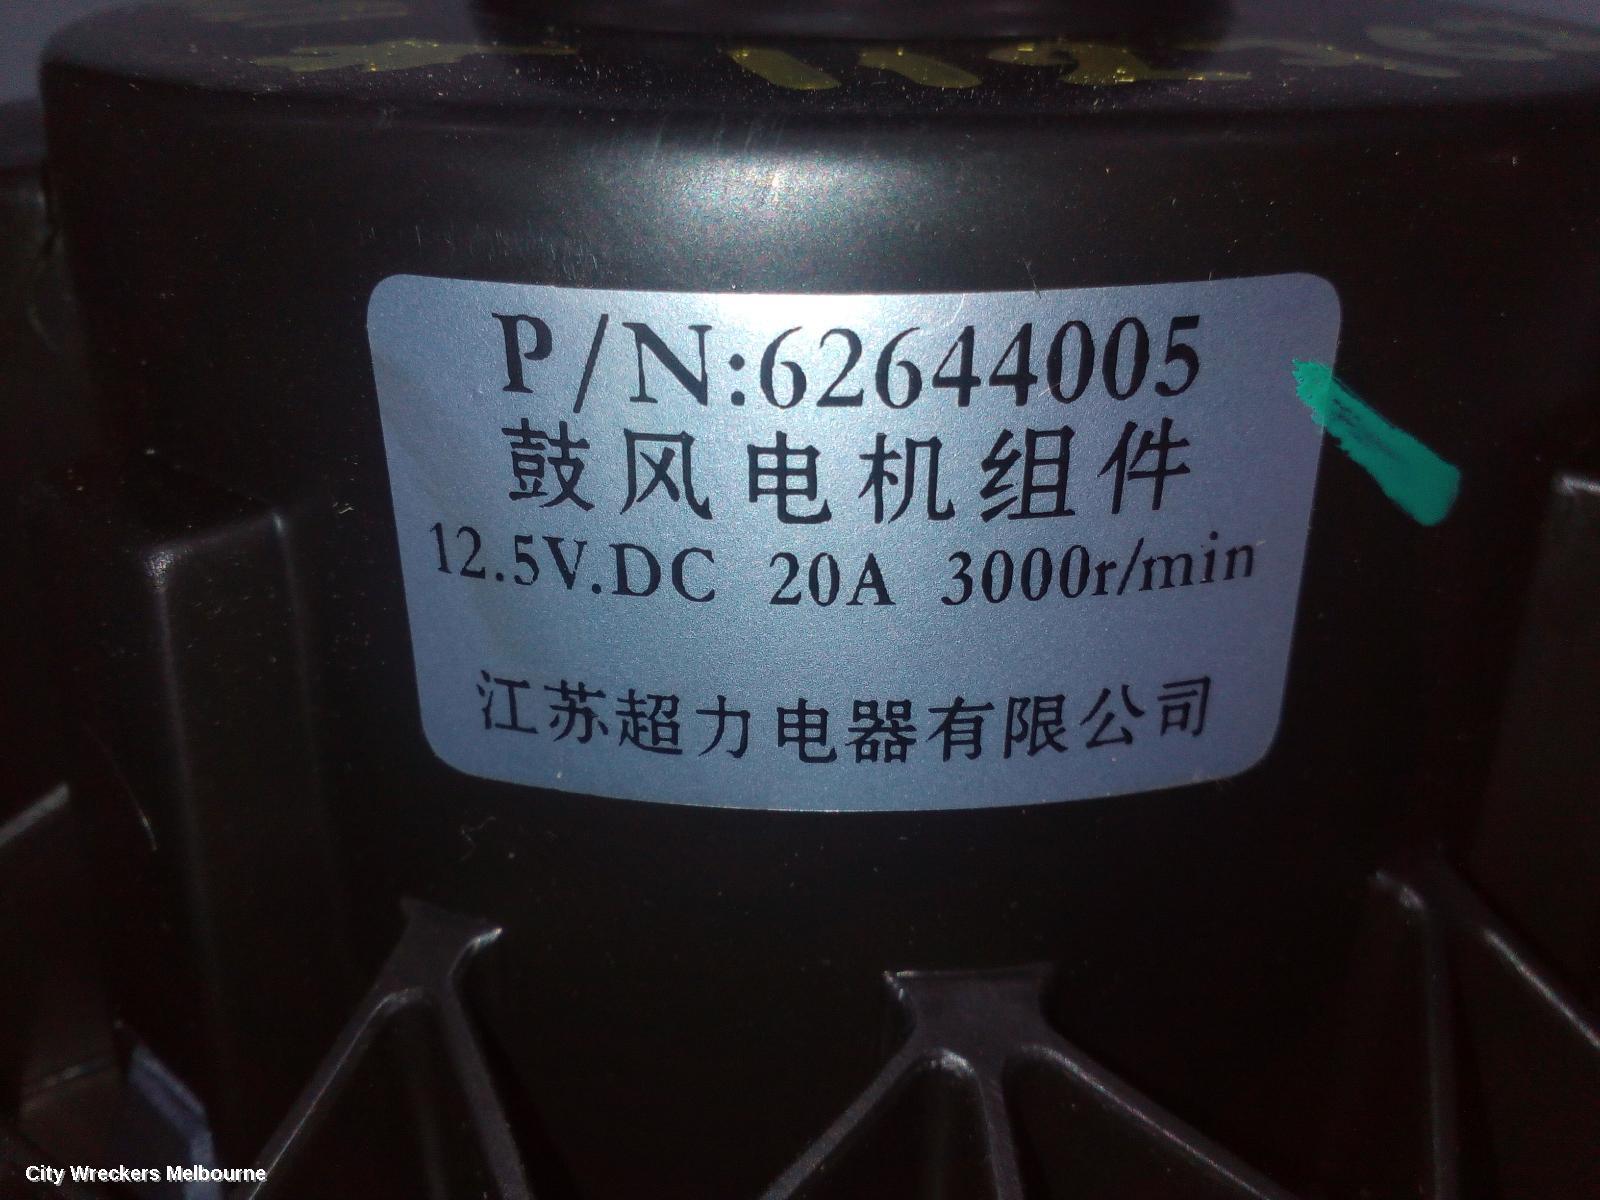 P/N:62644005
鼓风电机组件
12.5V.DC 20A 3000r/min
江苏超力电器有限公司
City Wreckers Melbourne